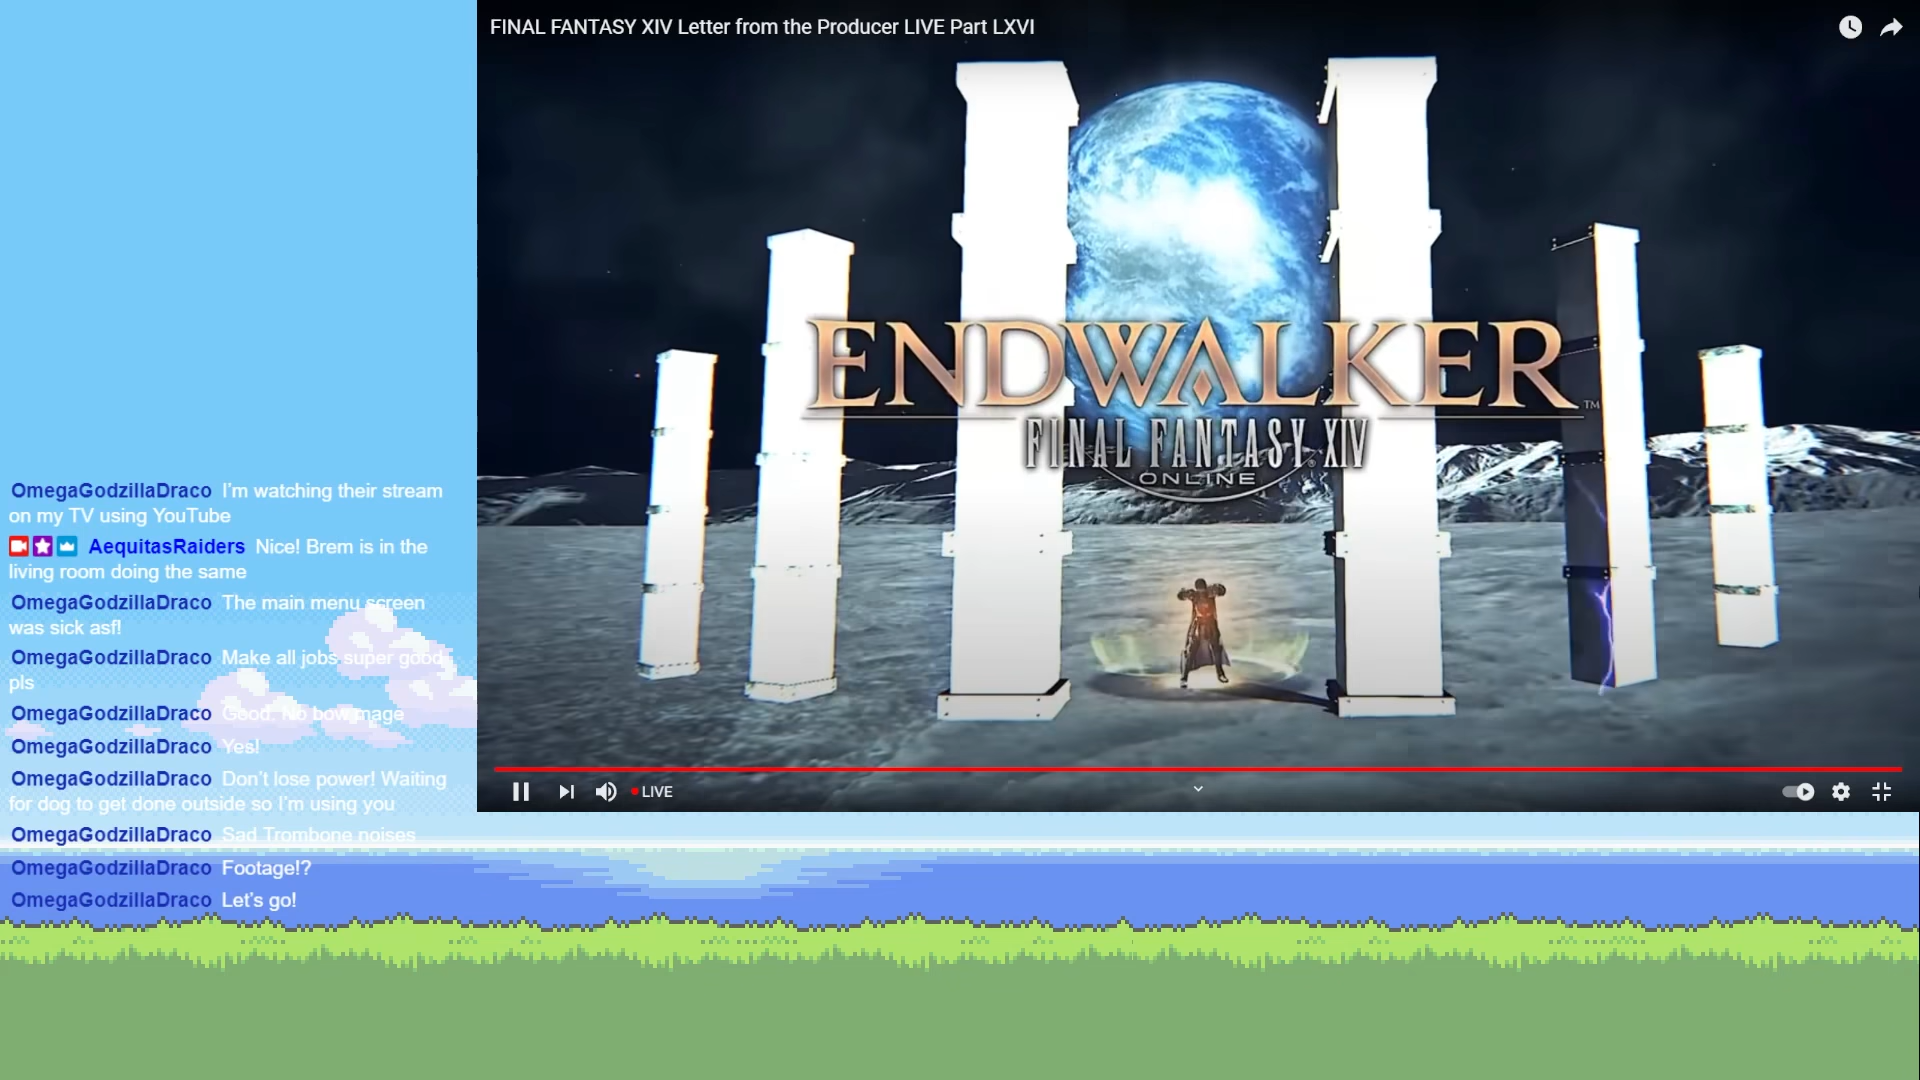 FINAL FANTASY XIV Letter from the Producer LIVE Part LXVI
ENDWALKER™
FINAL FANTASY XIV
ONLINE
LIVE
OmegaGodzillaDraco I'm watching their stream
on my TV using YouTube
AequitasRaiders Nice! Brem is in the
living room doing the same
OmegaGodzillaDraco The main menu screen
was sick asf!
OmegaGodzillaDraco Make all jobs super good
pls
OmegaGodzillaDraco Good. No bow mage
OmegaGodzillaDraco Yes!
OmegaGodzillaDraco Don't lose power! Waiting
for dog to get done outside so I'm using you
OmegaGodzillaDraco Sad Trombone noises
OmegaGodzillaDraco Footage!?
OmegaGodzillaDraco Let's go!